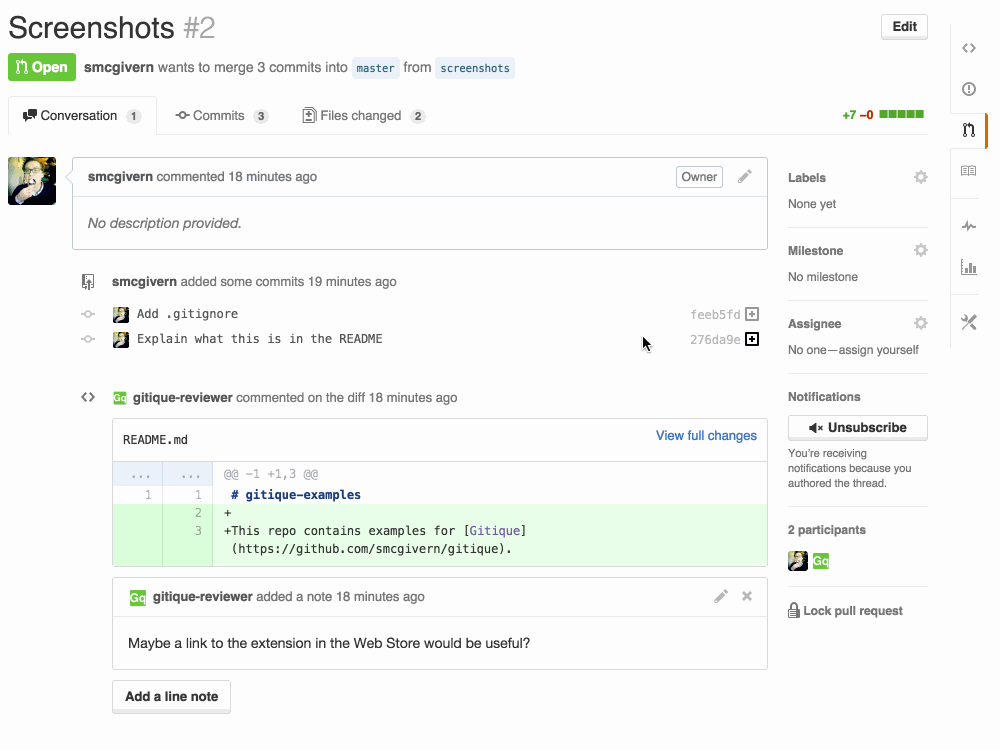 Screenshots #2
Edit
Open smcgivern wants to merge 3 commits into master from screenshots
Conversation 1 Commits 3 Files changed 2 +7 −0
smcgivern commented 18 minutes ago Owner
No description provided.
smcgivern added some commits 19 minutes ago
Add .gitignore feeb5fd
Explain what this is in the README 276da9e
gitique-reviewer commented on the diff 18 minutes ago
README.md View full changes
... ... @@ -1 +1,3 @@
1 1 # gitique-examples
2 +
3 +This repo contains examples for [Gitique]
(https://github.com/smcgivern/gitique).
Gq gitique-reviewer added a note 18 minutes ago
Maybe a link to the extension in the Web Store would be useful?
Add a line note
Labels
None yet
Milestone
No milestone
Assignee
No one—assign yourself
Notifications
Unsubscribe
You’re receiving
notifications because you
authored the thread.
2 participants
Gq
Lock pull request